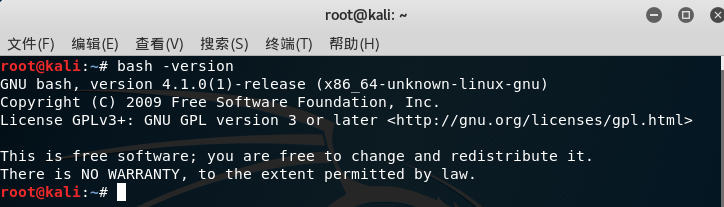 root@kali: ~
文件(F) 编辑(E) 查看(V) 搜索(S) 终端(T) 帮助(H)
root@kali:~# bash -version
GNU bash, version 4.1.0(1)-release (x86_64-unknown-linux-gnu)
Copyright (C) 2009 Free Software Foundation, Inc.
License GPLv3+: GNU GPL version 3 or later <http://gnu.org/licenses/gpl.html>
This is free software; you are free to change and redistribute it.
There is NO WARRANTY, to the extent permitted by law.
root@kali:~#